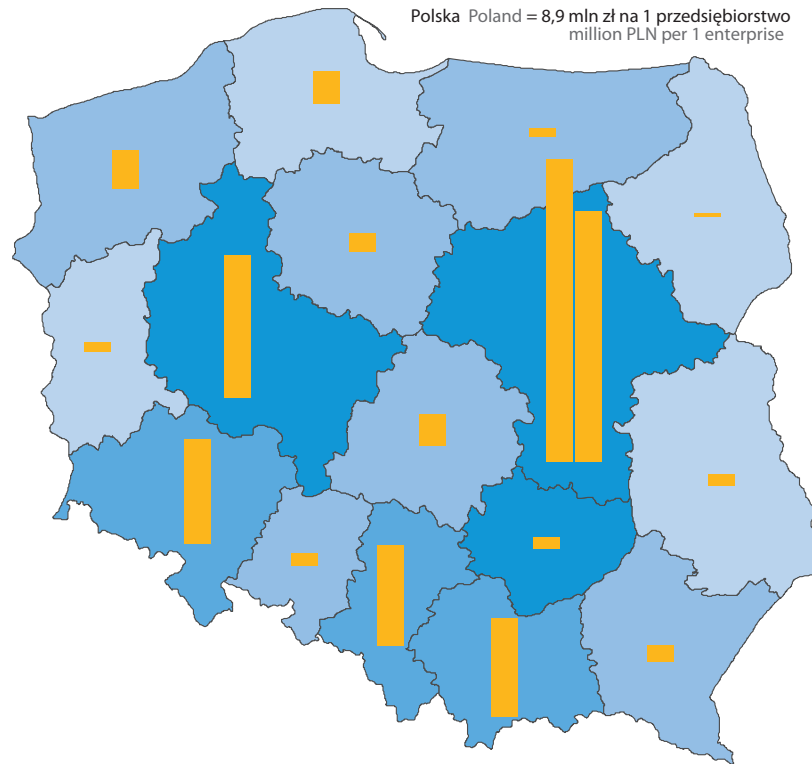 Polska Poland = 8,9 mln zł na 1 przedsiębiorstwo
million PLN per 1 enterprise